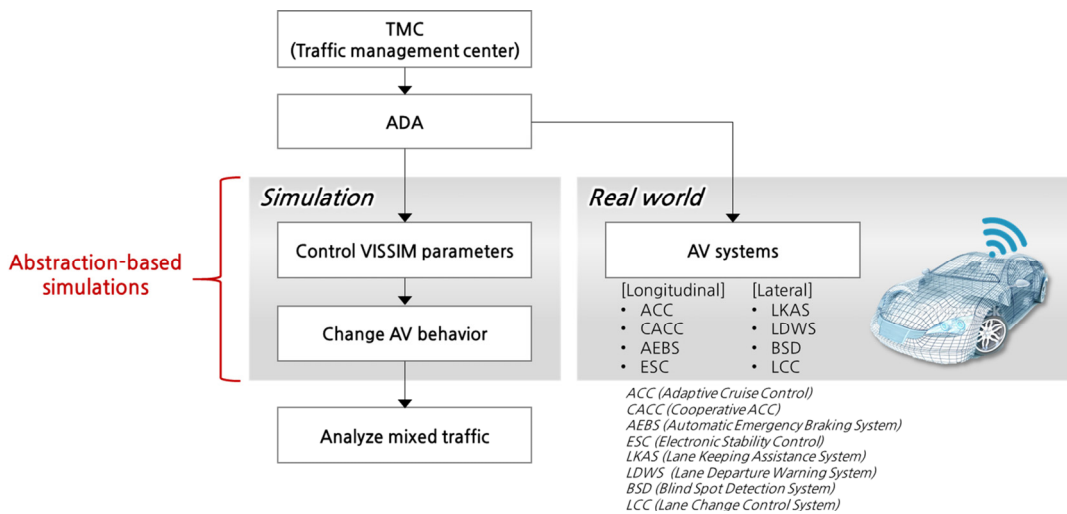 TMC
(Traffic management center)
ADA
Simulation
Real world
Control VISSIM parameters
AV systems
Abstraction-based
simulations
[Longitudinal]
• ACC
• CACC
• AEBS
• ESC
[Lateral]
• LKAS
• LDWS
• BSD
• LCC
Change AV behavior
Analyze mixed traffic
ACC (Adaptive Cruise Control)
CACC (Cooperative ACC)
AEBS (Automatic Emergency Braking System)
ESC (Electronic Stability Control)
LKAS (Lane Keeping Assistance System)
LDWS (Lane Departure Warning System)
BSD (Blind Spot Detection System)
LCC (Lane Change Control System)